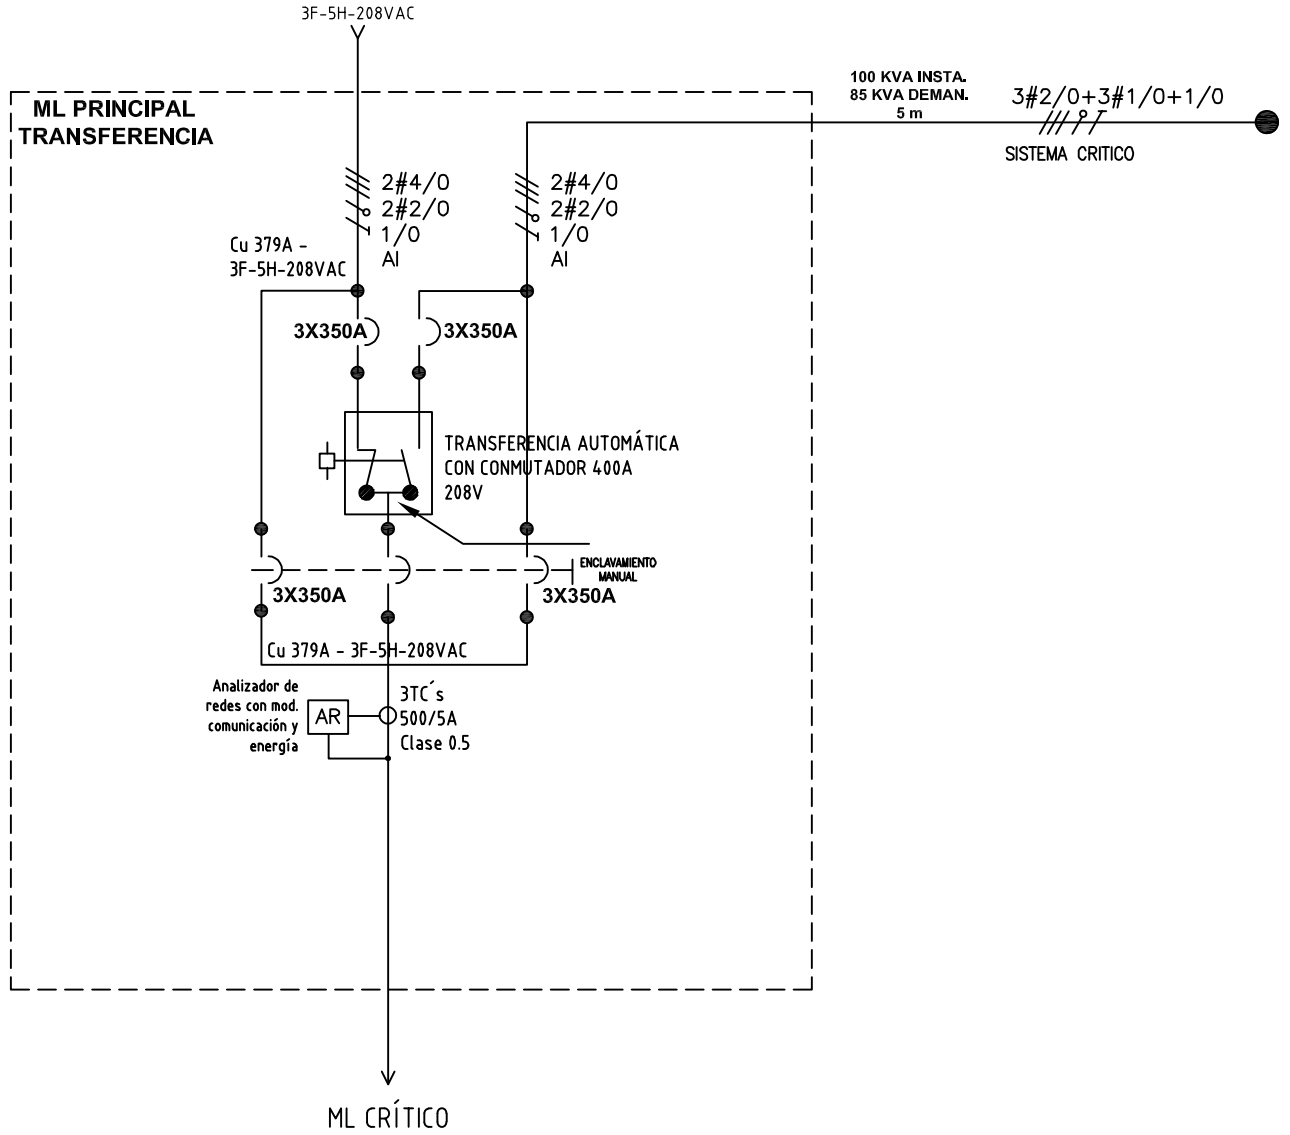 3F-5H-208VAC
ML PRINCIPAL
TRANSFERENCIA
100 KVA INSTA.
85 KVA DEMAN.
5 m
3#2/0+3#1/0+1/0
SISTEMA CRITICO
2#4/0
2#2/0
1/0
Al
2#4/0
2#2/0
1/0
Al
Cu 379A -
3F-5H-208VAC
3X350A
3X350A
TRANSFERENCIA AUTOMÁTICA
CON CONMUTADOR 400A
208V
ENCLAVAMIENTO
MANUAL
3X350A
3X350A
Cu 379A - 3F-5H-208VAC
Analizador de
redes con mod.
comunicación y
energía
AR
3TC´s
500/5A
Clase 0.5
ML CRÍTICO